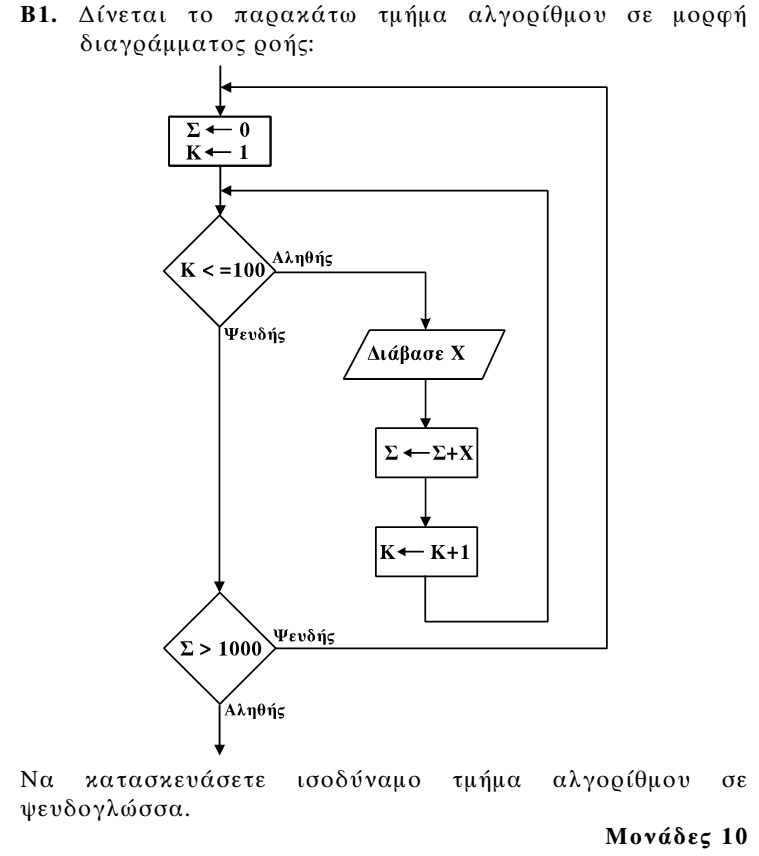 Β1. Δίνεται το παρακάτω τμήμα αλγορίθμου σε μορφή
διαγράμματος ροής:
Σ ← 0
Κ ← 1
Κ < =100
Αληθής
Ψευδής
Διάβασε Χ
Σ ← Σ+Χ
Κ ← Κ+1
Σ > 1000
Ψευδής
Αληθής
Να κατασκευάσετε ισοδύναμο τμήμα αλγορίθμου σε
ψευδογλώσσα.
Μονάδες 10